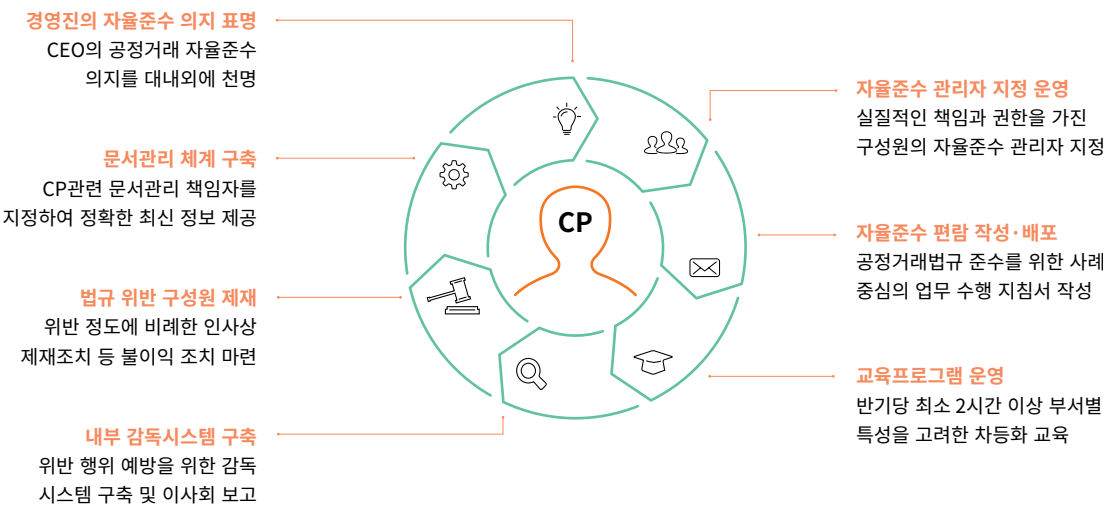 경영진의 자율준수 의지 표명
CEO의 공정거래 자율준수
의지를 대내외에 천명
문서관리 체계 구축
CP관련 문서관리 책임자를
지정하여 정확한 최신 정보 제공
법규 위반 구성원 제재
위반 정도에 비례한 인사상
제재조치 등 불이익 조치 마련
내부 감독시스템 구축
위반 행위 예방을 위한 감독
시스템 구축 및 이사회 보고
CP
자율준수 관리자 지정 운영
실질적인 책임과 권한을 가진
구성원의 자율준수 관리자 지정
자율준수 편람 작성·배포
공정거래법규 준수를 위한 사례
중심의 업무 수행 지침서 작성
교육프로그램 운영
반기당 최소 2시간 이상 부서별
특성을 고려한 차등화 교육